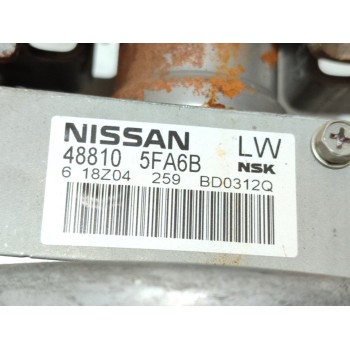 NISSAN LW
48810 5FA6B NSK
6 18Z04 259 BD0312Q